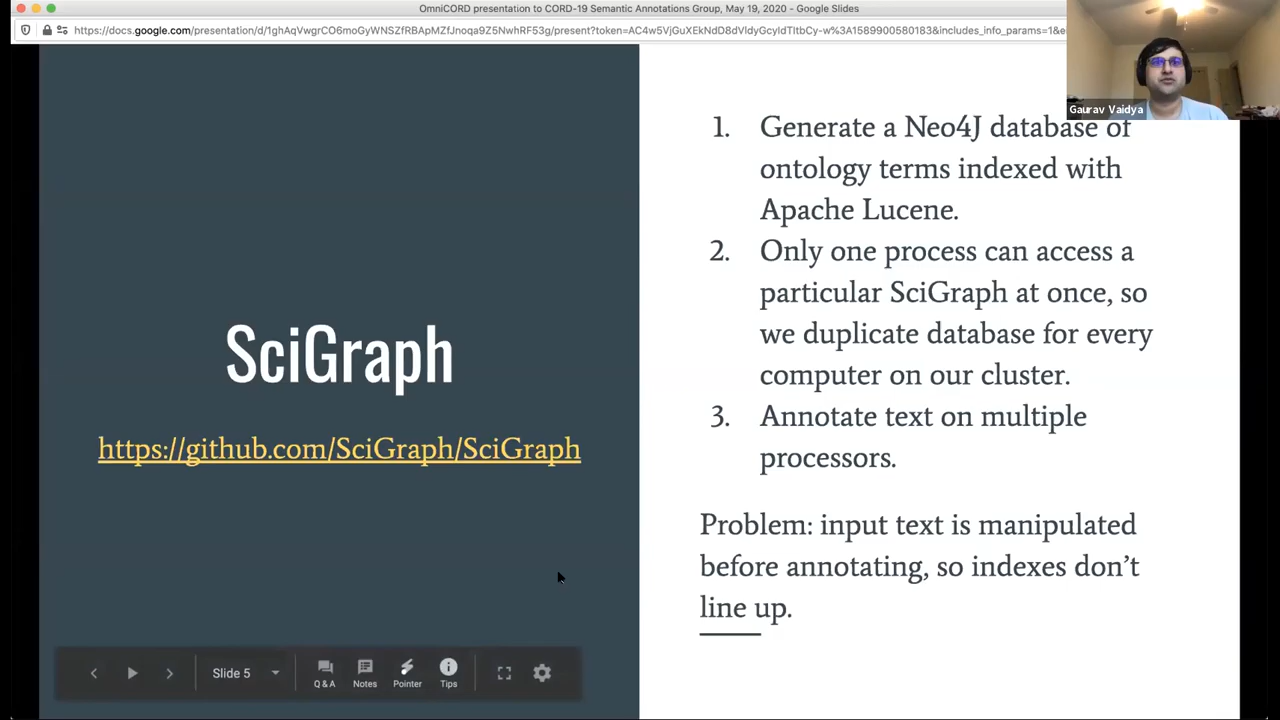 OmniCORD presentation to CORD-19 Semantic Annotations Group, May 19, 2020 - Google Slides
https://docs.google.com/presentation/d/1ghAqVwgrCO6moGyWNSZfRBApMZfJnoqa9Z5NwhRF53g/present?token=AC4w5VjGuXEkNdD8dVldyGcyIdTItbCy-w%3A1589900580183&includes_info_params=1&e
Gaurav Vaidya
SciGraph
https://github.com/SciGraph/SciGraph
1. Generate a Neo4J database of
ontology terms indexed with
Apache Lucene.
2. Only one process can access a
particular SciGraph at once, so
we duplicate database for every
computer on our cluster.
3. Annotate text on multiple
processors.
Problem: input text is manipulated
before annotating, so indexes don’t
line up.
Slide 5
Q & A Notes Pointer Tips